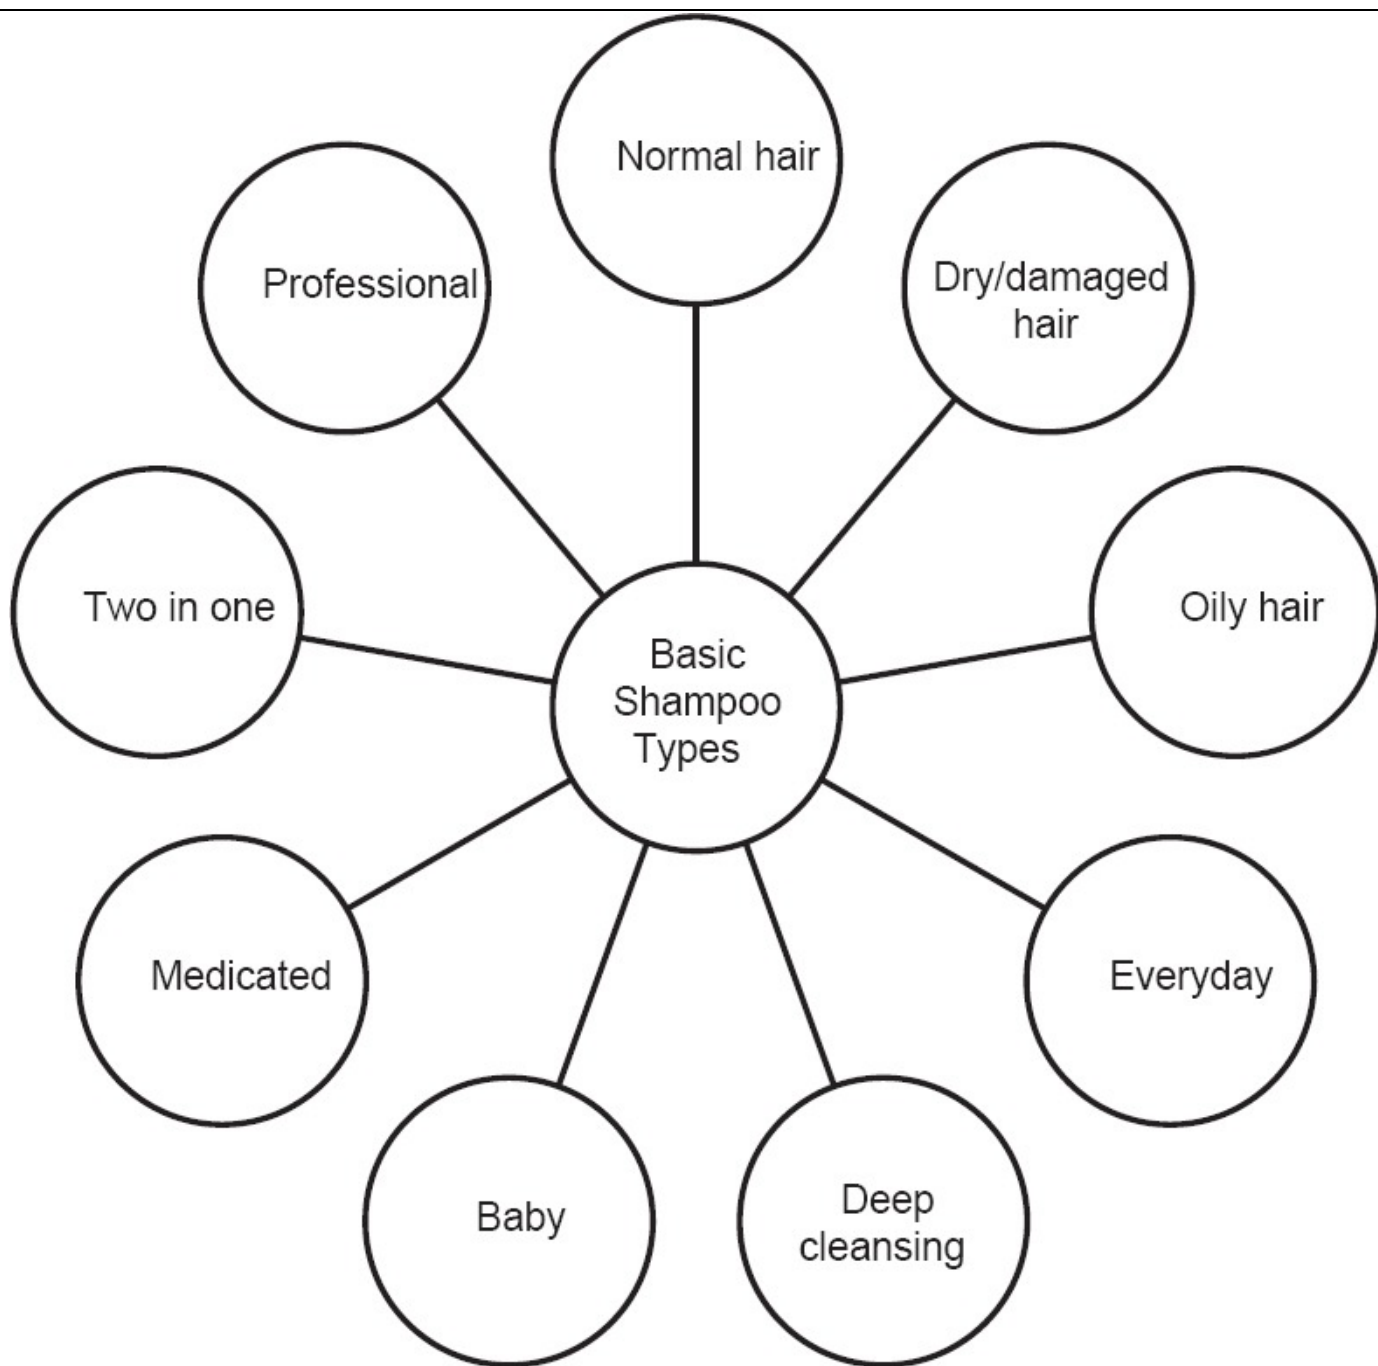 Normal hair
Dry/damaged
hair
Oily hair
Everyday
Deep
cleansing
Baby
Medicated
Two in one
Professional
Basic
Shampoo
Types